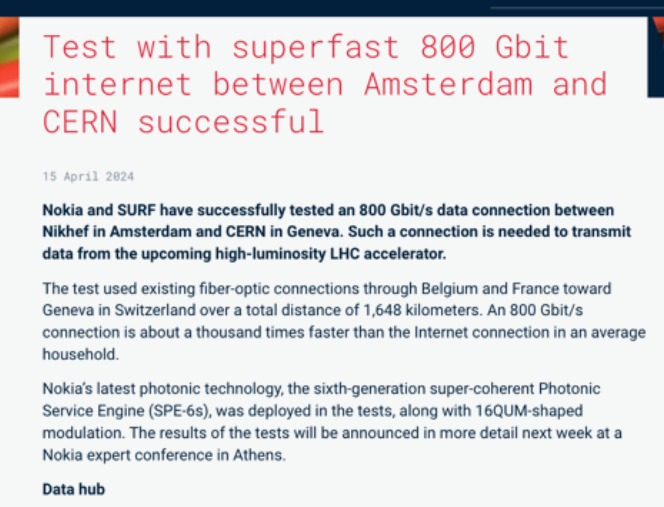 Test with superfast 800 Gbit
internet between Amsterdam and
CERN successful
15 April 2024
Nokia and SURF have successfully tested an 800 Gbit/s data connection between
Nikhef in Amsterdam and CERN in Geneva. Such a connection is needed to transmit
data from the upcoming high-luminosity LHC accelerator.
The test used existing fiber-optic connections through Belgium and France toward
Geneva in Switzerland over a total distance of 1,648 kilometers. An 800 Gbit/s
connection is about a thousand times faster than the Internet connection in an average
household.
Nokia's latest photonic technology, the sixth-generation super-coherent Photonic
Service Engine (SPE-6s), was deployed in the tests, along with 16QUM-shaped
modulation. The results of the tests will be announced in more detail next week at a
Nokia expert conference in Athens.
Data hub